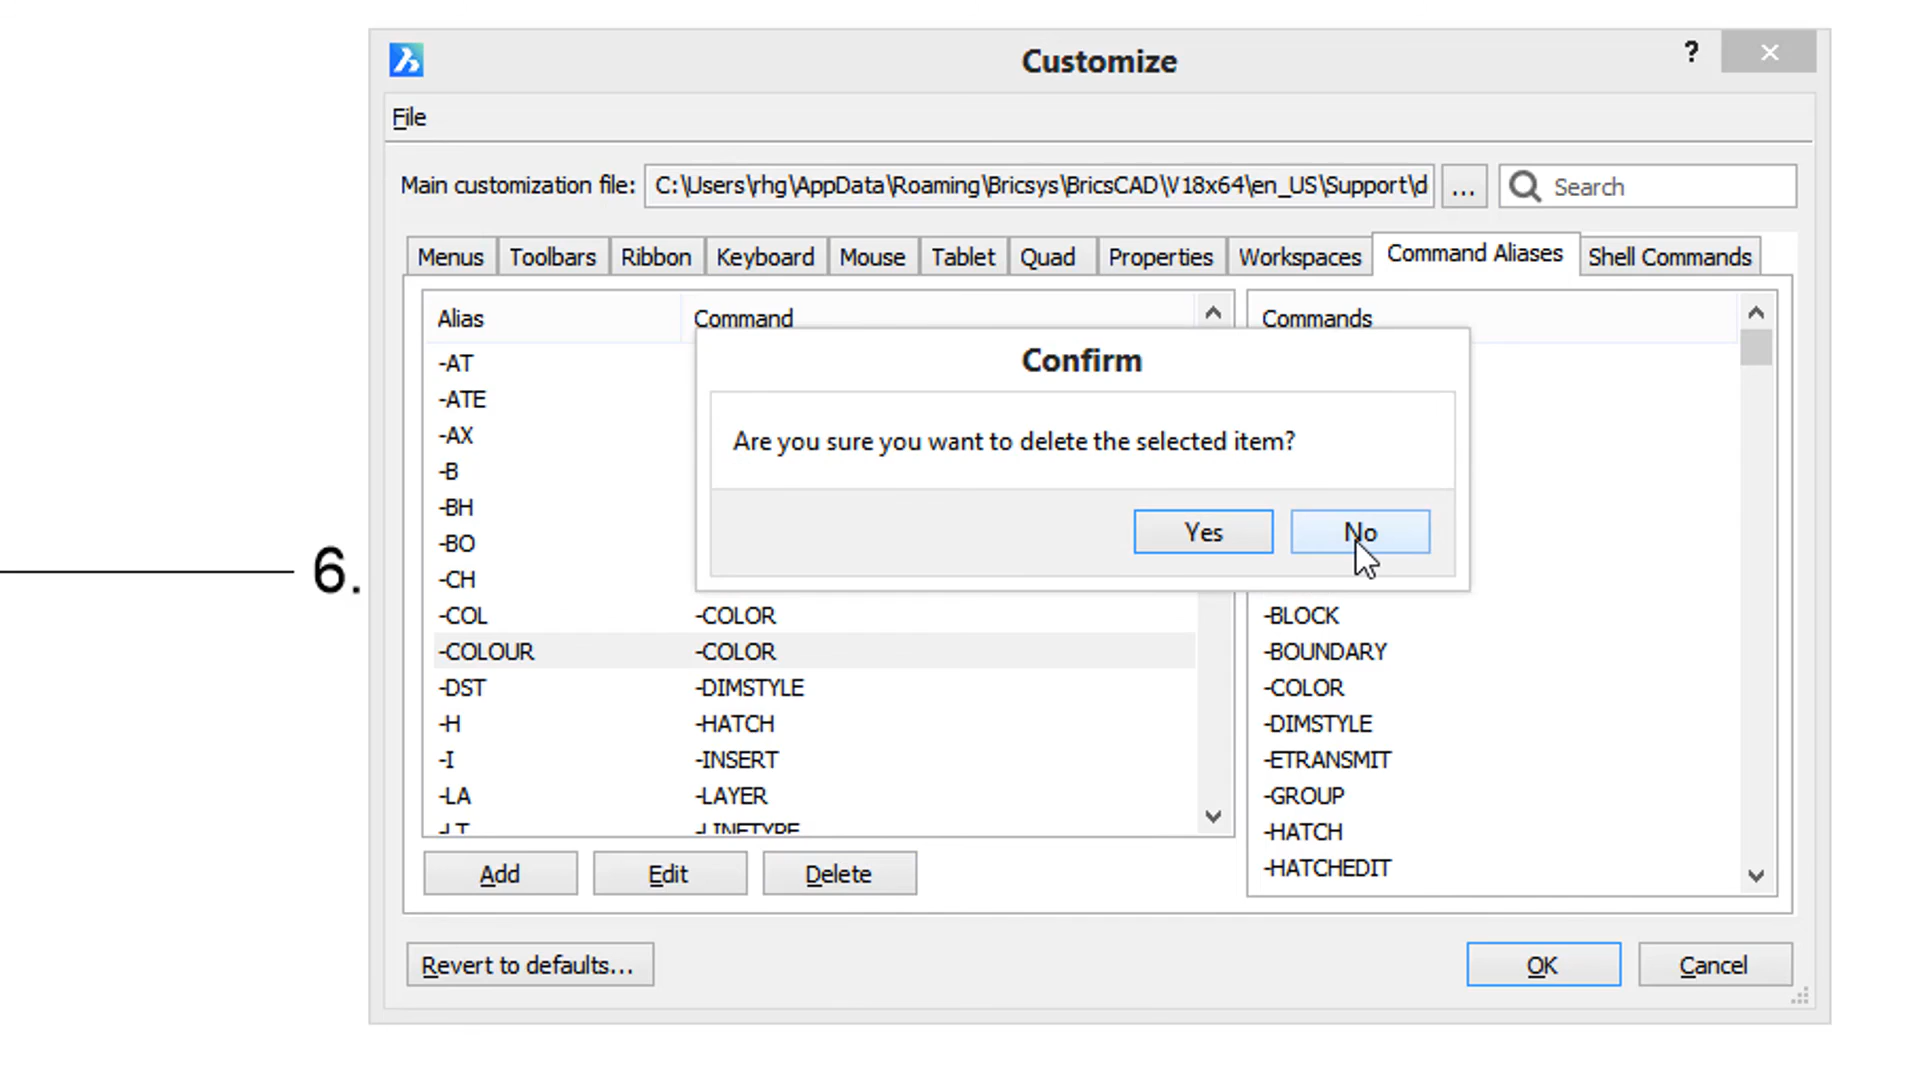 Customize
?
File
Main customization file: C:\Users\rhg\AppData\Roaming\Bricsys\BricsCAD\V18x64\en_US\Support\d ... Search
Menus Toolbars Ribbon Keyboard Mouse Tablet Quad Properties Workspaces Command Aliases Shell Commands
Alias Command Commands
-AT
Confirm
-ATE
-AX
Are you sure you want to delete the selected item?
-B
-BH
Yes No
-BO
6.
-CH
-COL -COLOR -BLOCK
-COLOUR -COLOR -BOUNDARY
-DST -DIMSTYLE -COLOR
-H -HATCH -DIMSTYLE
-I -INSERT -ETRANSMIT
-LA -LAYER -GROUP
-LT -LINETYPE -HATCH
-HATCHEDIT
Add Edit Delete
Revert to defaults... OK Cancel